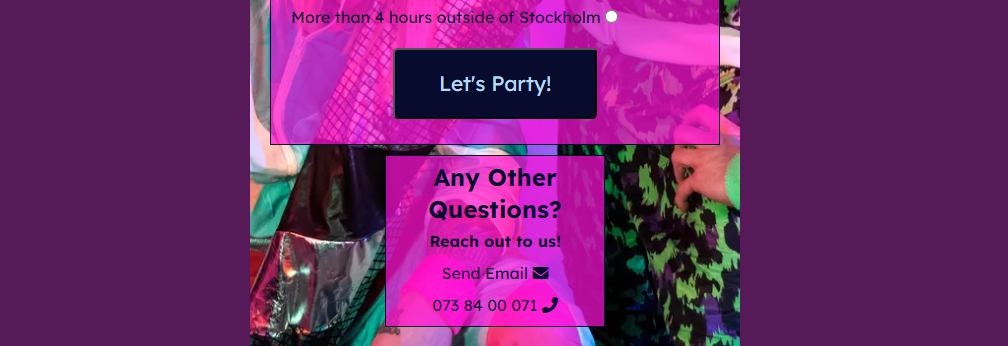 More than 4 hours outside of Stockholm
Let's Party!
Any Other
Questions?
Reach out to us!
Send Email
073 84 00 071